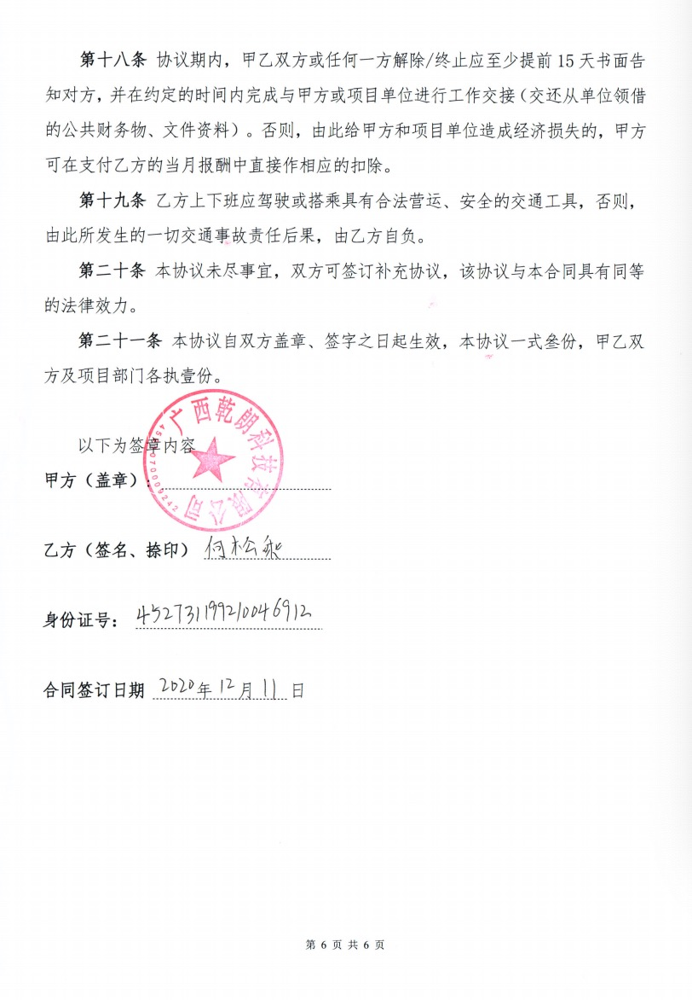 第十八条 协议期内，甲乙双方或任何一方解除/终止应至少提前 15 天书面告
知对方，并在约定的时间内完成与甲方或项目单位进行工作交接（交还从单位领借
的公共财务物、文件资料）。否则，由此给甲方和项目单位造成经济损失的，甲方
可在支付乙方的当月报酬中直接作相应的扣除。
第十九条 乙方上下班应驾驶或搭乘具有合法营运、安全的交通工具，否则，
由此所发生的一切交通事故责任后果，由乙方自负。
第二十条 本协议未尽事宜，双方可签订补充协议，该协议与本合同具有同等
的法律效力。
第二十一条 本协议自双方盖章、签字之日起生效，本协议一式叁份，甲乙双
方及项目部门各执壹份。
以下为签章内容
甲方（盖章）：
广西乾朗科技有限公司
乙方（签名、捺印） 何松
身份证号： 452731199210046912
合同签订日期 2020年 12月 11 日
第 6 页 共 6 页